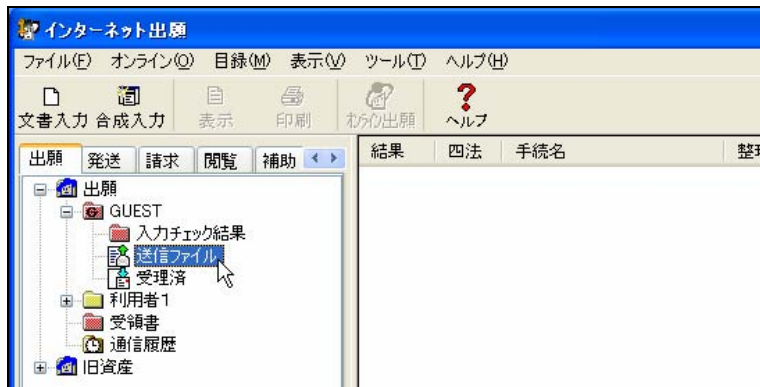 インターネット出願
ファイル(F) オンライン(O) 目録(M) 表示(V) ツール(T) ヘルプ(H)
文書入力 合成入力 表示 印刷 オンライン出願 ヘルプ
出願 発送 請求 閲覧 補助
結果 四法 手続名 整理
出願
GUEST
入力チェック結果
送信ファイル
受理済
利用者1
受領書
通信履歴
旧資産